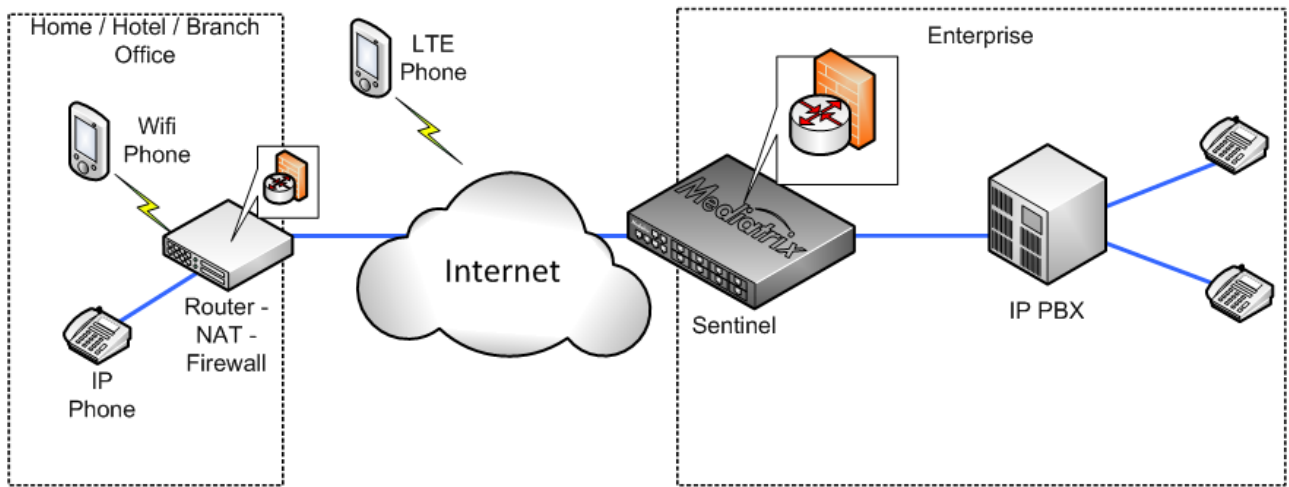 Home / Hotel / Branch
Office
Wifi
Phone
Router -
NAT -
Firewall
IP
Phone
LTE
Phone
Internet
Enterprise
Mediatrix
Sentinel
IP PBX